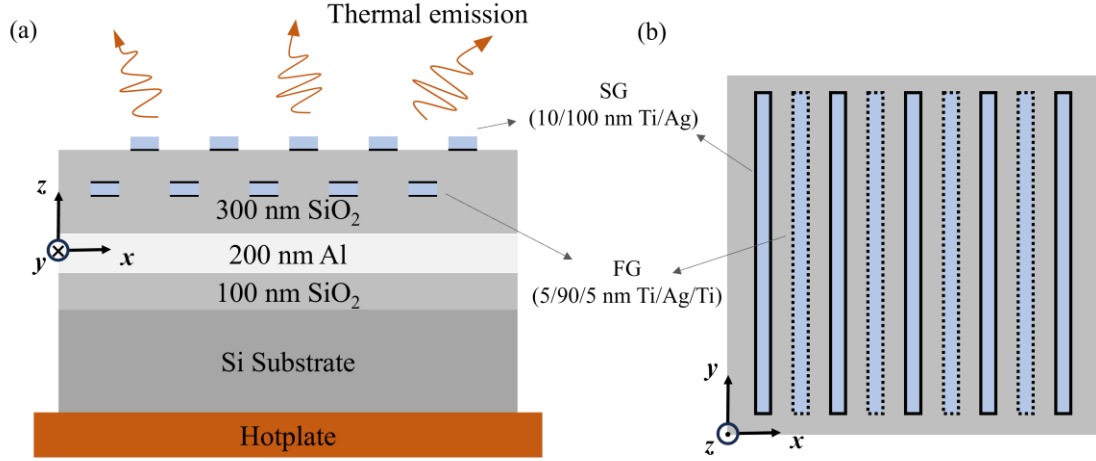 (a)
Thermal emission
z
y
x
300 nm SiO₂
200 nm Al
100 nm SiO₂
Si Substrate
Hotplate
SG
(10/100 nm Ti/Ag)
FG
(5/90/5 nm Ti/Ag/Ti)
(b)
y
z
x